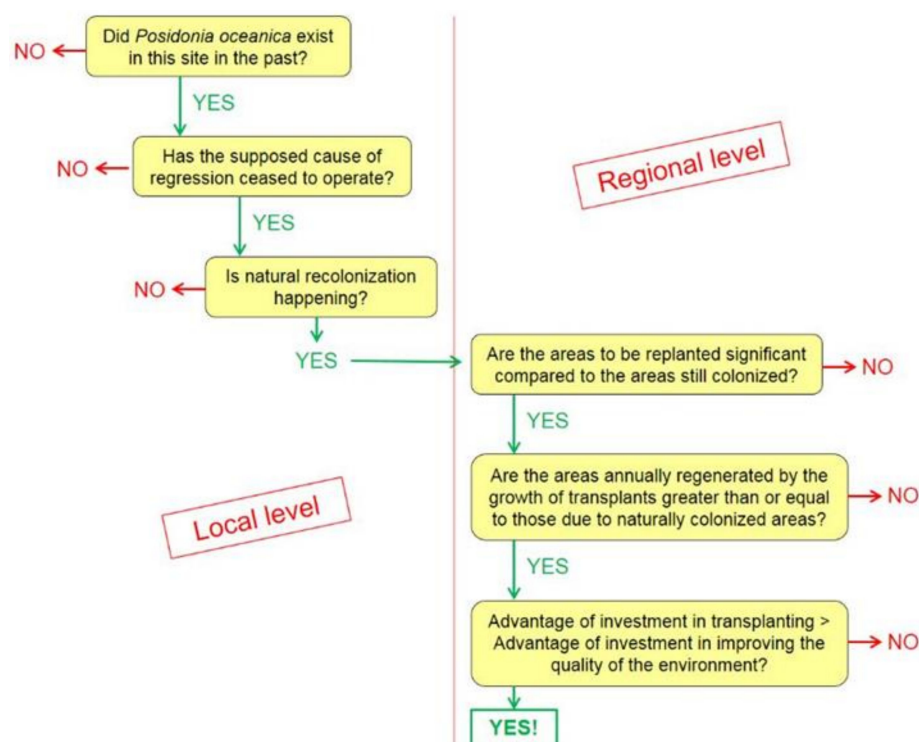 Did Posidonia oceanica exist
in this site in the past?
NO
YES
Has the supposed cause of
regression ceased to operate?
NO
YES
Is natural recolonization
happening?
NO
YES
Regional level
Local level
Are the areas to be replanted significant
compared to the areas still colonized?
NO
YES
Are the areas annually regenerated by the
growth of transplants greater than or equal
to those due to naturally colonized areas?
NO
YES
Advantage of investment in transplanting >
Advantage of investment in improving the
quality of the environment?
NO
YES!